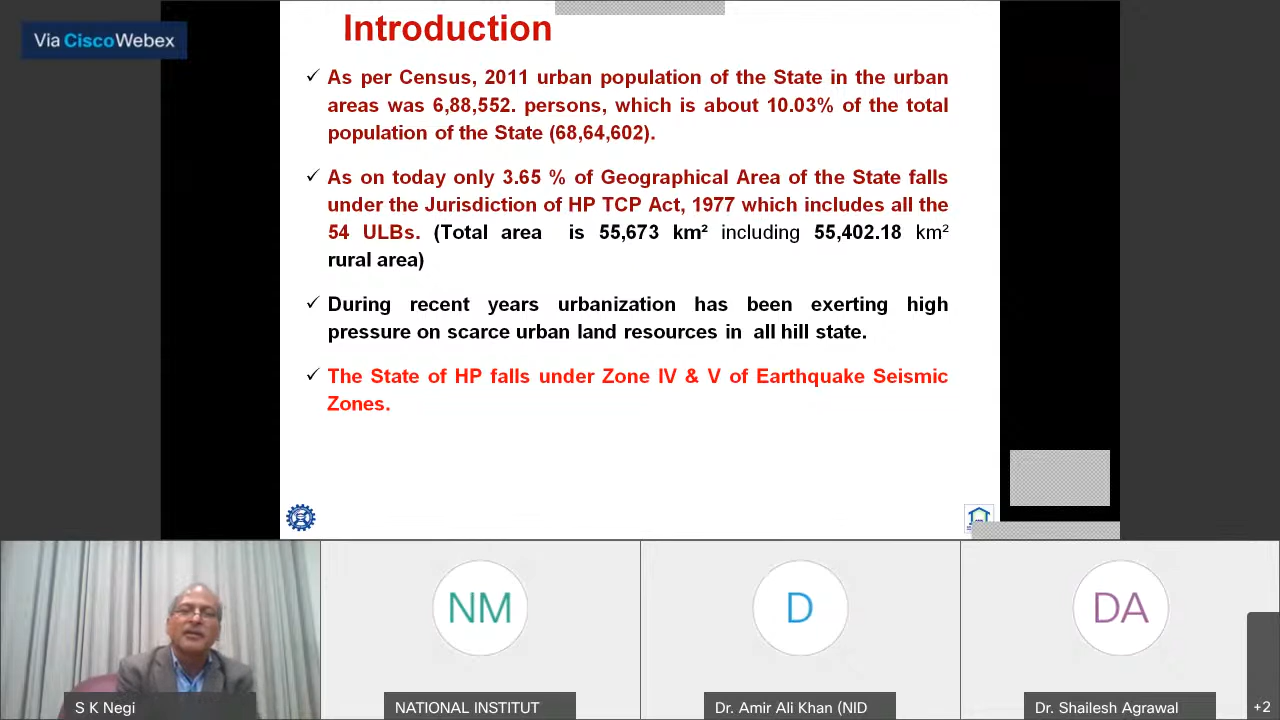 Via CiscoWebex
Introduction
✓ As per Census, 2011 urban population of the State in the urban
areas was 6,88,552. persons, which is about 10.03% of the total
population of the State (68,64,602).
✓ As on today only 3.65 % of Geographical Area of the State falls
under the Jurisdiction of HP TCP Act, 1977 which includes all the
54 ULBs. (Total area is 55,673 km² including 55,402.18 km²
rural area)
✓ During recent years urbanization has been exerting high
pressure on scarce urban land resources in all hill state.
✓ The State of HP falls under Zone IV & V of Earthquake Seismic
Zones.
NM
D
DA
S K Negi
NATIONAL INSTITUT
Dr. Amir Ali Khan (NID
Dr. Shailesh Agrawal
+2